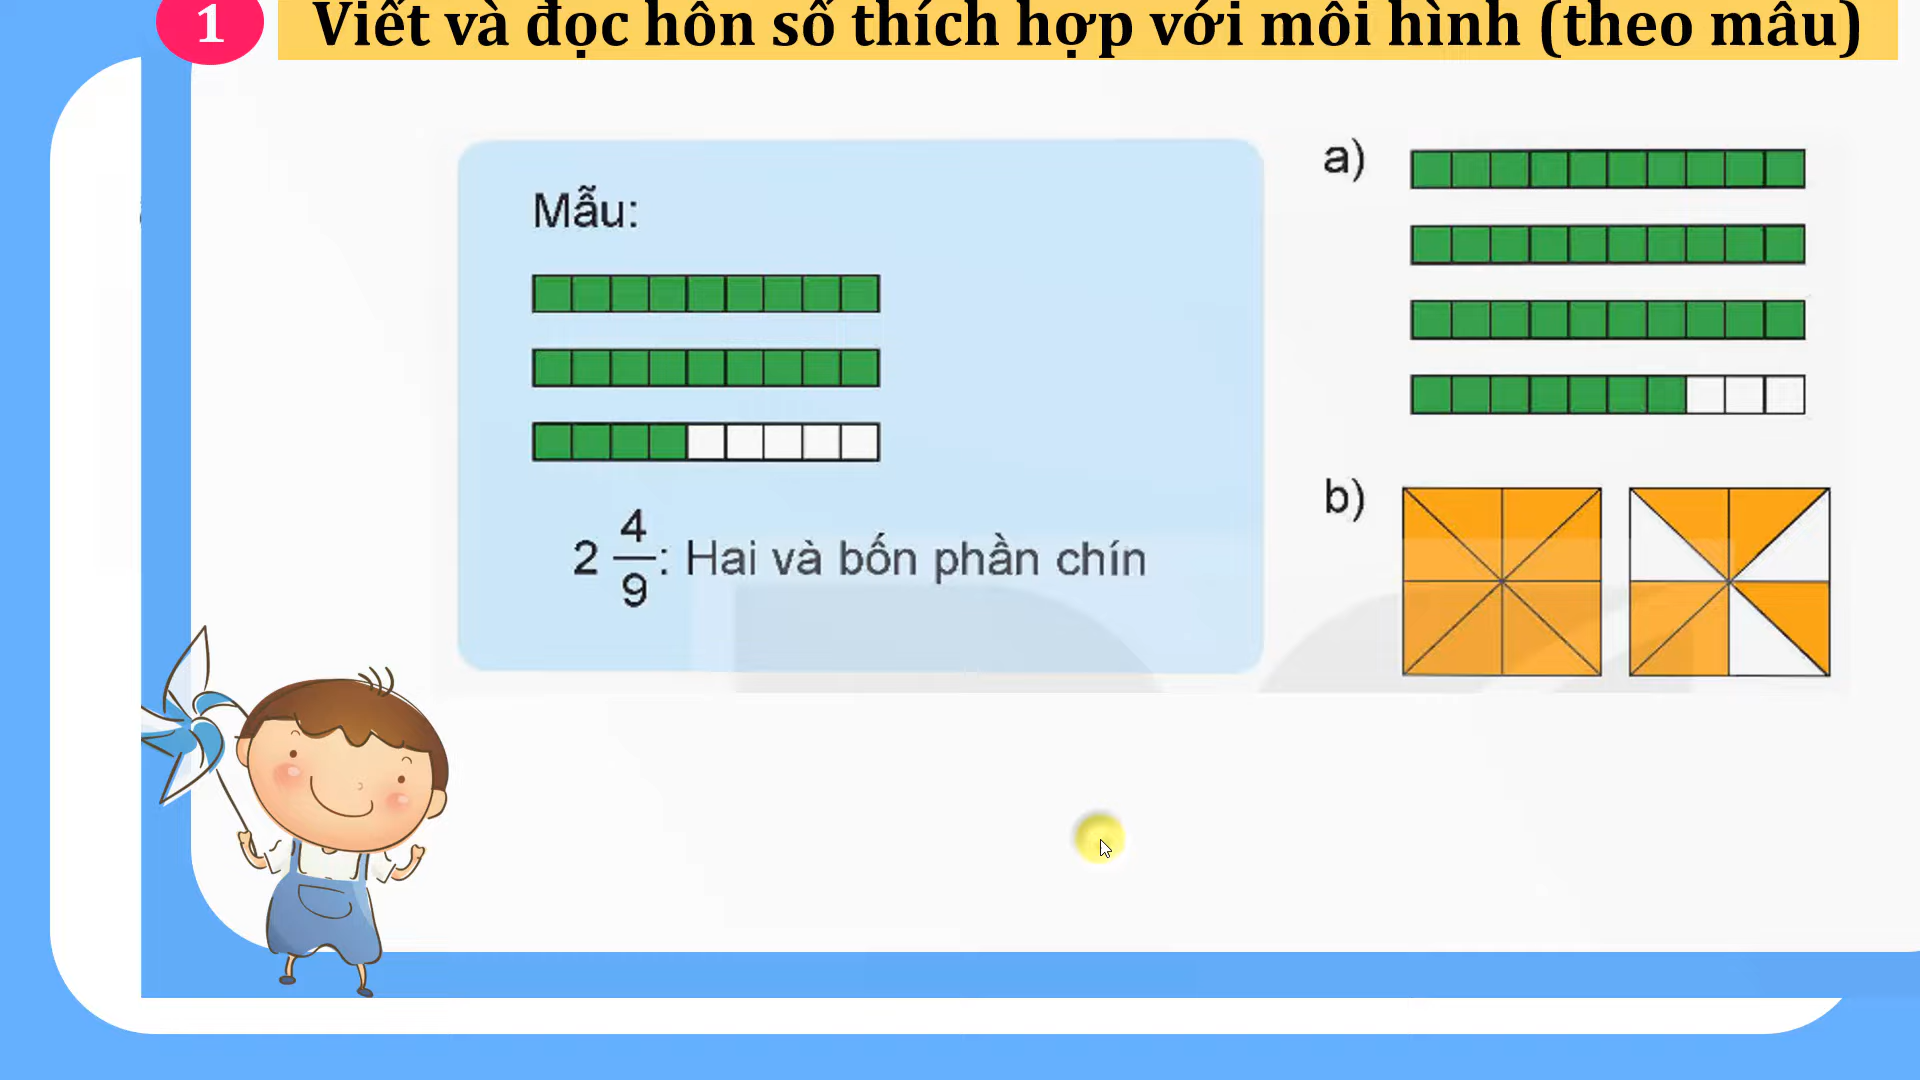 1
Viết và đọc hỗn số thích hợp với mỗi hình (theo mẫu)
Mẫu:
2 4/9: Hai và bốn phần chín
a)
b)